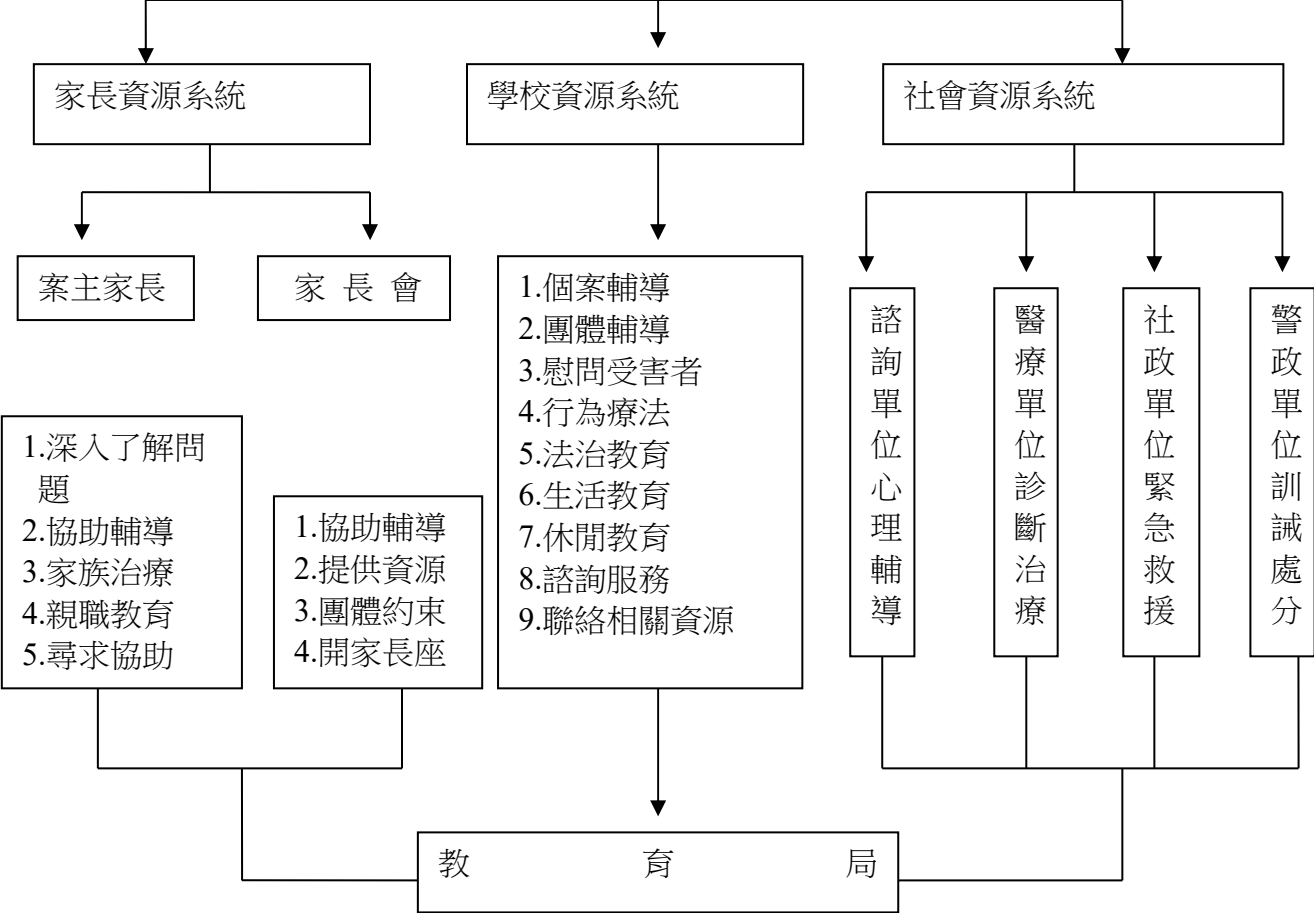 家長資源系統
學校資源系統
社會資源系統
案主家長
家長會
1.深入了解問
題
2.協助輔導
3.家族治療
4.親職教育
5.尋求協助
1.協助輔導
2.提供資源
3.團體約束
4.開家長座
1.個案輔導
2.團體輔導
3.慰問受害者
4.行為療法
5.法治教育
6.生活教育
7.休閒教育
8.諮詢服務
9.聯絡相關資源
諮詢單位心理輔導
醫療單位診斷治療
社政單位緊急救援
警政單位訓誡處分
教育局